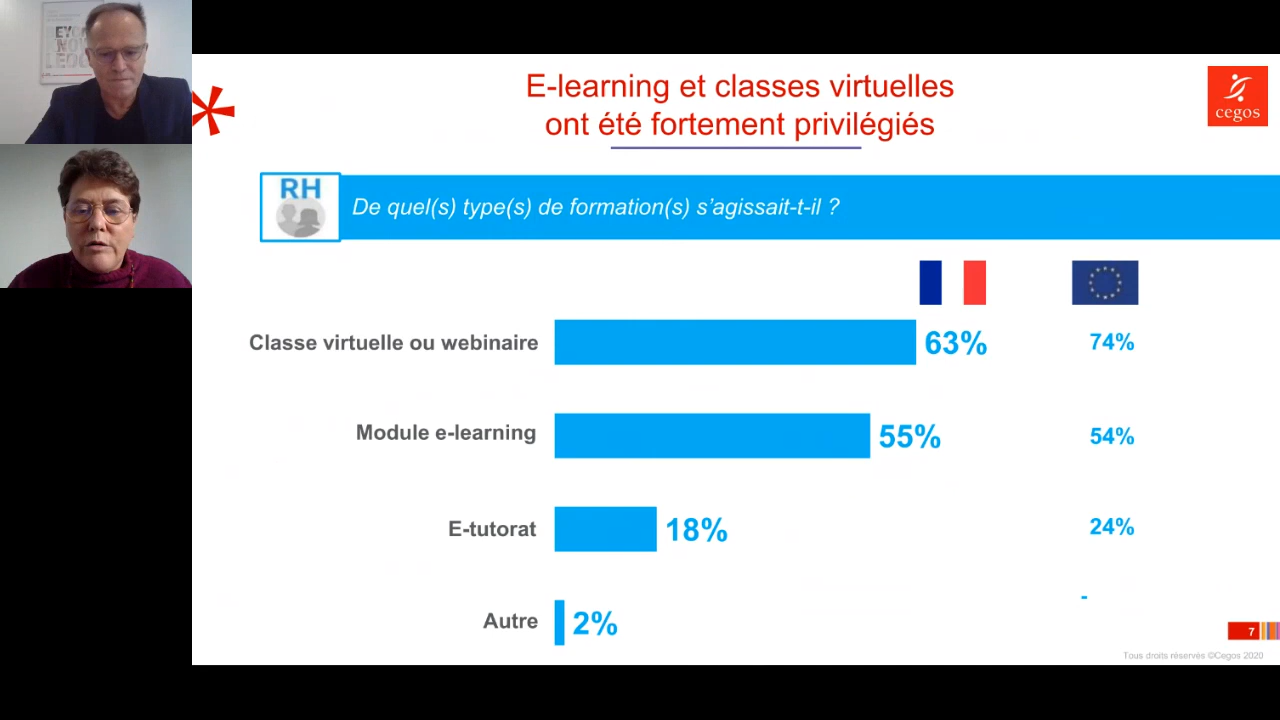 E-learning et classes virtuelles
ont été fortement privilégiés
cegos
RH
De quel(s) type(s) de formation(s) s'agissait-t-il ?
Classe virtuelle ou webinaire 63% 74%
Module e-learning 55% 54%
E-tutorat 18% 24%
-
Autre 2%
7
Tous droits réservés ©Cegos 2020